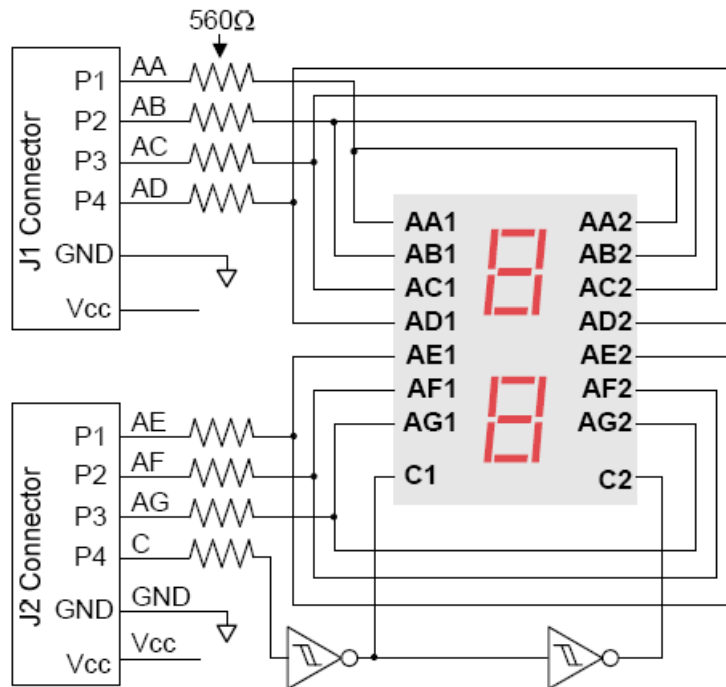 560Ω
J1 Connector
P1 AA
P2 AB
P3 AC
P4 AD
GND
Vcc
AA1 AA2
AB1 AB2
AC1 AC2
AD1 AD2
AE1 AE2
AF1 AF2
AG1 AG2
C1 C2
J2 Connector
P1 AE
P2 AF
P3 AG
P4 C
GND GND
Vcc Vcc